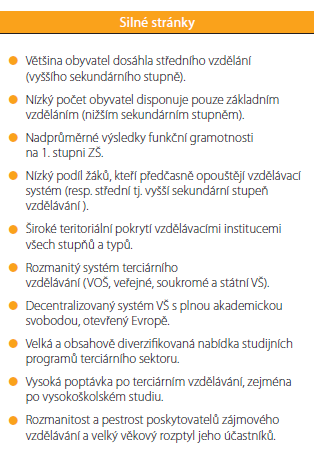 Silné stránky
Většina obyvatel dosáhla středního vzdělání
(vyššího sekundárního stupně).
Nízký počet obyvatel disponuje pouze základním
vzděláním (nižším sekundárním stupněm).
Nadprůměrné výsledky funkční gramotnosti
na 1. stupni ZŠ.
Nízký podíl žáků, kteří předčasně opouštějí vzdělávací
systém (resp. střední tj. vyšší sekundární stupeň
vzdělávání ).
Široké teritoriální pokrytí vzdělávacími institucemi
všech stupňů a typů.
Rozmanitý systém terciárního
vzdělávání (VOŠ, veřejné, soukromé a státní VŠ).
Decentralizovaný systém VŠ s plnou akademickou
svobodou, otevřený Evropě.
Velká a obsahově diverzifikovaná nabídka studijních
programů terciárního sektoru.
Vysoká poptávka po terciárním vzdělávání, zejména
po vysokoškolském studiu.
Rozmanitost a pestrost poskytovatelů zájmového
vzdělávání a velký věkový rozptyl jeho účastníků.